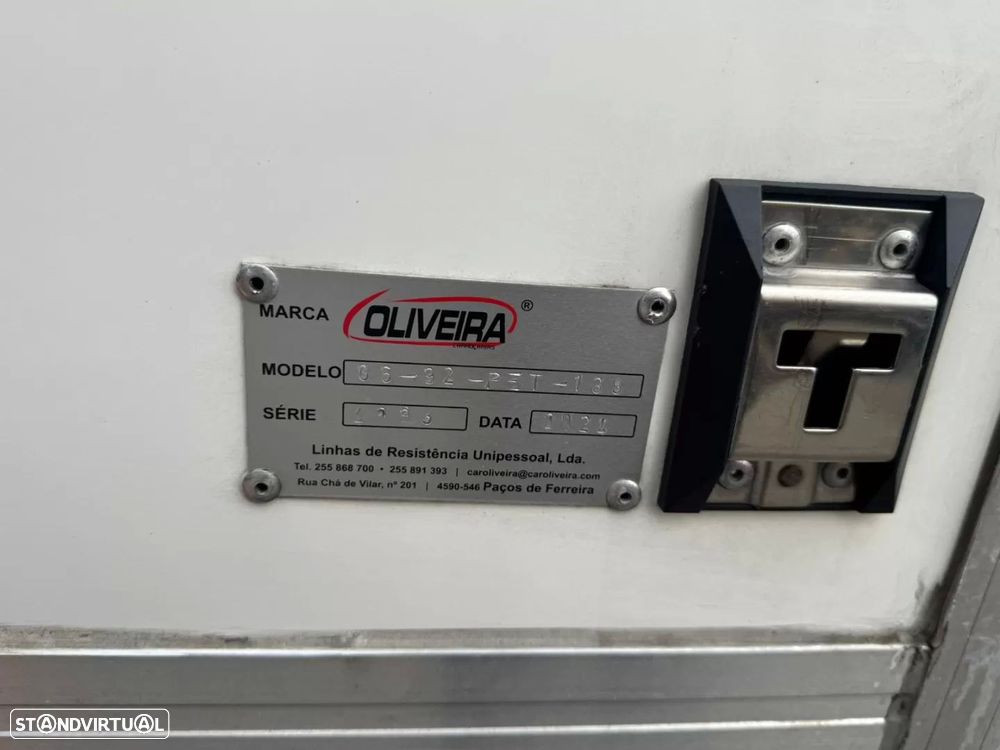 MARCA OLIVEIRA ®
MODELO
SÉRIE DATA
Linhas de Resistência Unipessoal, Lda.
Tel. 255 868 700 • 255 891 393 | caroliveira@caroliveira.com
Rua Chá de Vilar, nº 201 | 4590-546 Paços de Ferreira
STANDVIRTUAL